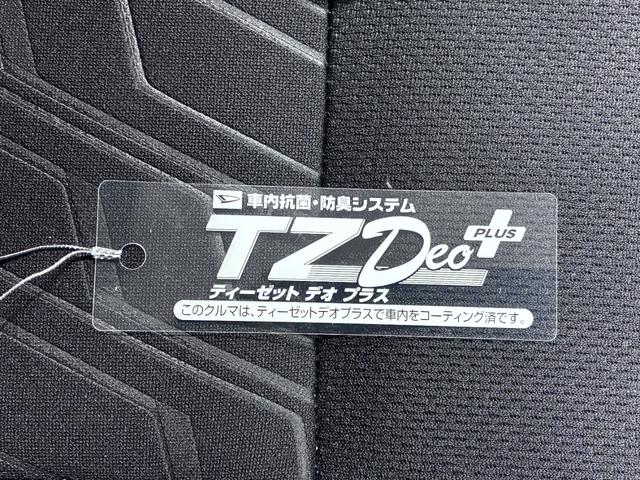 車内抗菌・防臭システム
TZ Deo PLUS
ディーゼット デオ プラス
このクルマは、ティーゼットデオプラスで車内をコーティング済です。